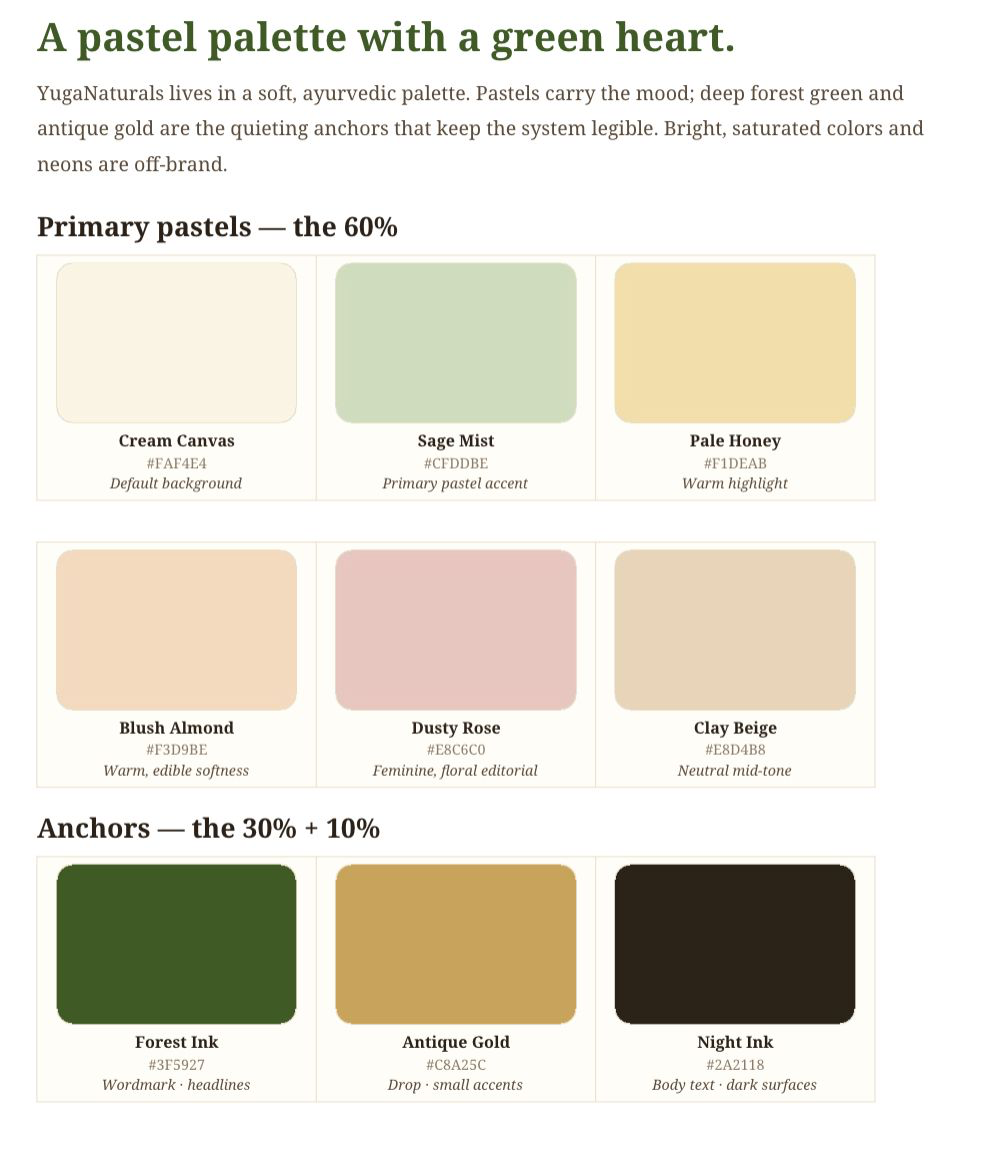 A pastel palette with a green heart.
YugaNaturals lives in a soft, ayurvedic palette. Pastels carry the mood; deep forest green and
antique gold are the quieting anchors that keep the system legible. Bright, saturated colors and
neons are off-brand.
Primary pastels — the 60%
Cream Canvas
#FAF4E4
Default background
Sage Mist
#CFDDBE
Primary pastel accent
Pale Honey
#F1DEAB
Warm highlight
Blush Almond
#F3D9BE
Warm, edible softness
Dusty Rose
#E8C6C0
Feminine, floral editorial
Clay Beige
#E8D4B8
Neutral mid-tone
Anchors — the 30% + 10%
Forest Ink
#3F5927
Wordmark · headlines
Antique Gold
#C8A25C
Drop · small accents
Night Ink
#2A2118
Body text · dark surfaces